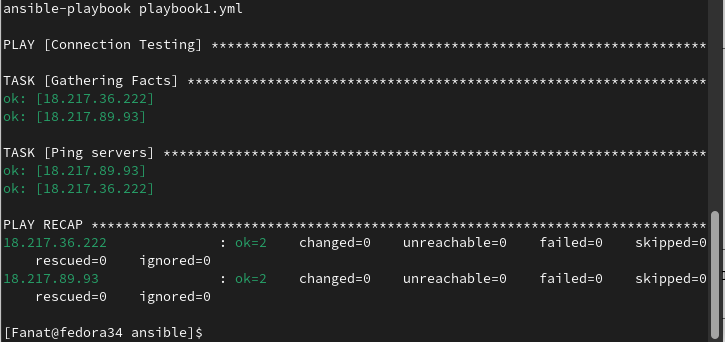 ansible-playbook playbook1.yml
PLAY [Connection Testing] **************************************************************
TASK [Gathering Facts] *****************************************************************
ok: [18.217.36.222]
ok: [18.217.89.93]
TASK [Ping servers] ********************************************************************
ok: [18.217.89.93]
ok: [18.217.36.222]
PLAY RECAP *****************************************************************************
18.217.36.222              : ok=2    changed=0    unreachable=0    failed=0    skipped=0
    rescued=0    ignored=0
18.217.89.93               : ok=2    changed=0    unreachable=0    failed=0    skipped=0
    rescued=0    ignored=0
[Fanat@fedora34 ansible]$